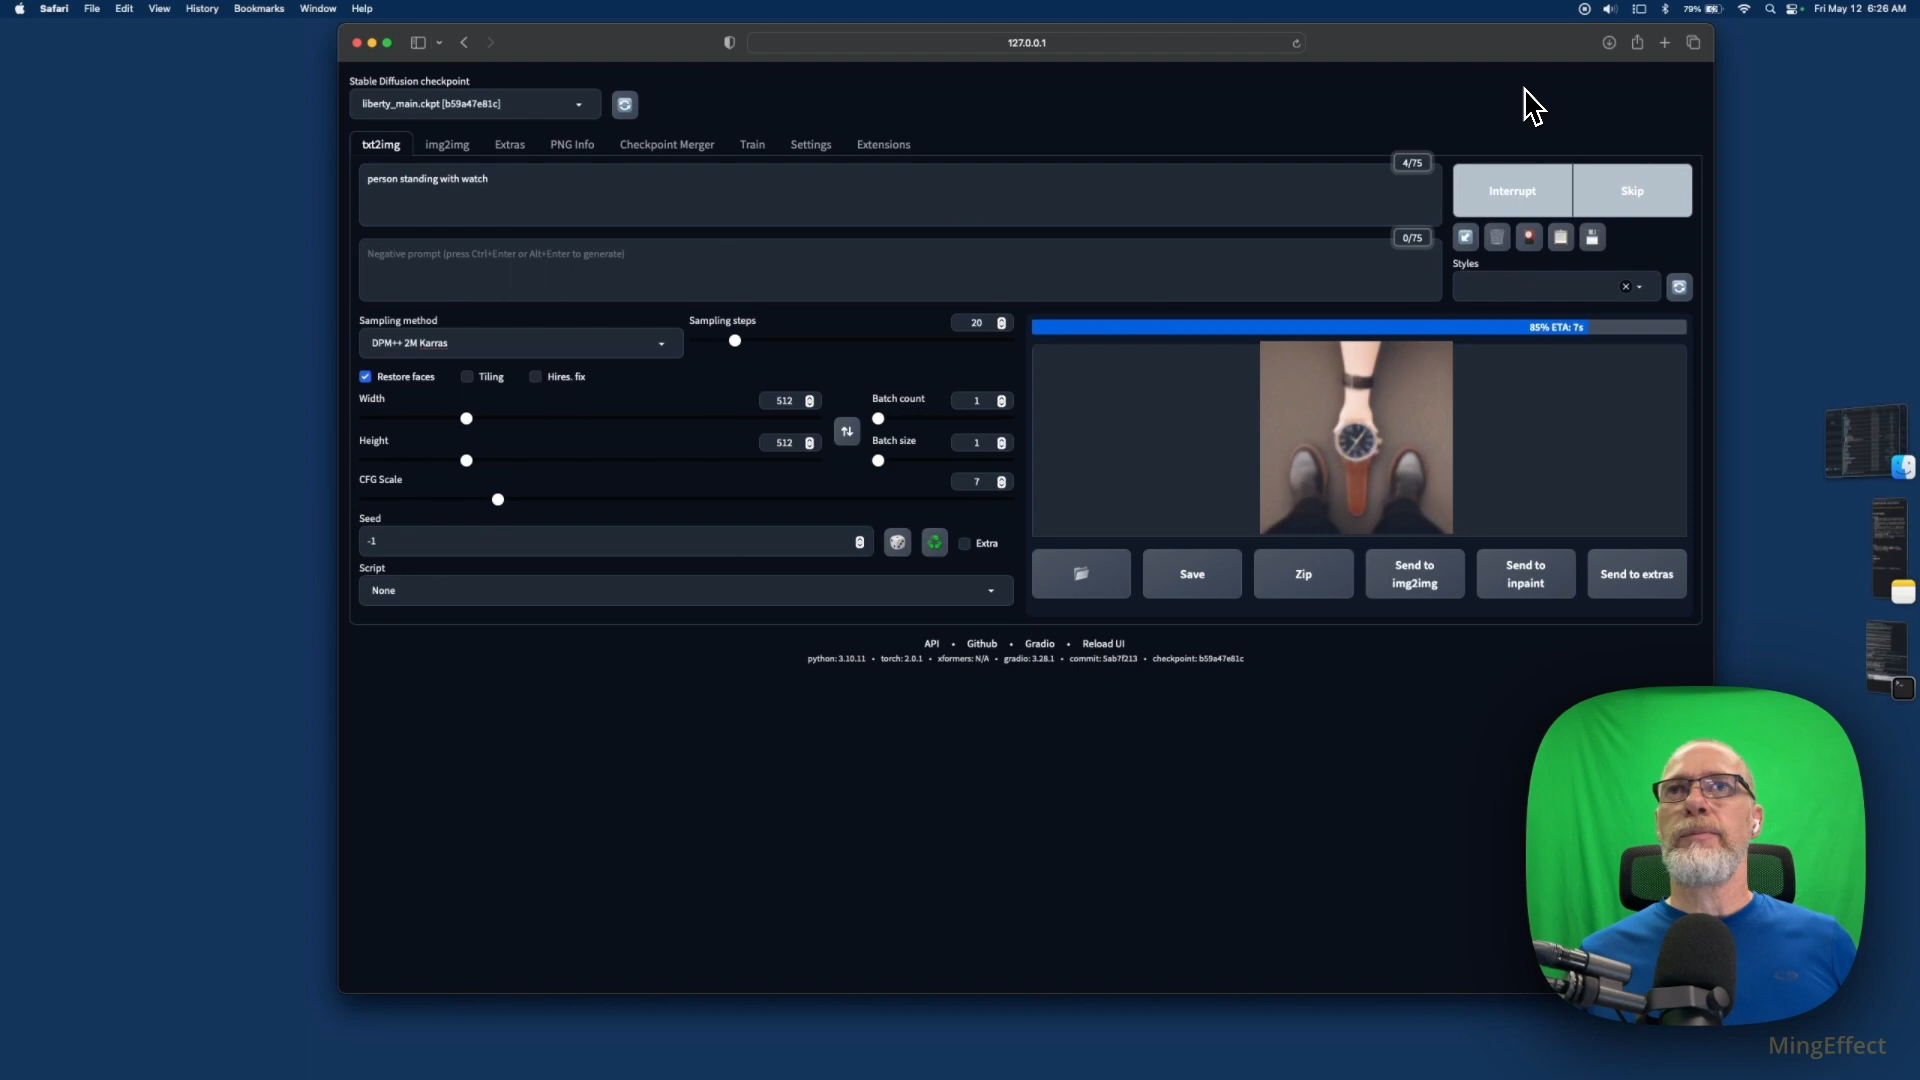 Safari File Edit View History Bookmarks Window Help 79% Fri May 12 6:26 AM
127.0.0.1
Stable Diffusion checkpoint
liberty_main.ckpt [b59a47e81c]
txt2img img2img Extras PNG Info Checkpoint Merger Train Settings Extensions
4/75
person standing with watch
Interrupt Skip
0/75
Negative prompt (press Ctrl+Enter or Alt+Enter to generate)
Styles
Sampling method
DPM++ 2M Karras
Sampling steps 20
85% ETA: 7s
Restore faces Tiling Hires. fix
Width 512
Batch count 1
Height 512
Batch size 1
CFG Scale 7
Seed
-1
Extra
Script
None
Save
Zip
Send to img2img
Send to inpaint
Send to extras
API • Github • Gradio • Reload UI
python: 3.10.11 • torch: 2.0.1 • xformers: N/A • gradio: 3.28.1 • commit: 5ab7f213 • checkpoint: b59a47e81c
MingEffect